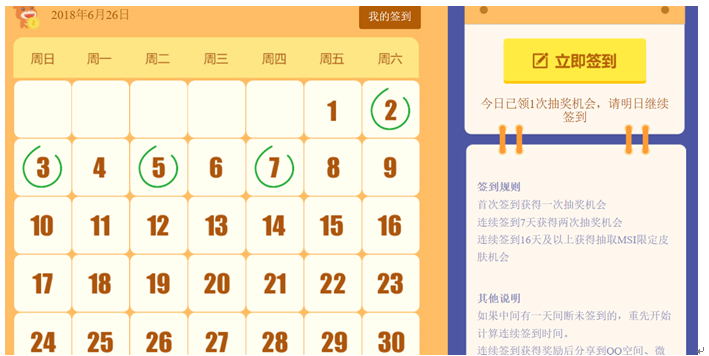 2018年6月26日
我的签到
周日 周一 周二 周三 周四 周五 周六
1 2
3 4 5 6 7 8 9
10 11 12 13 14 15 16
17 18 19 20 21 22 23
24 25 26 27 28 29 30
立即签到
今日已领1次抽奖机会，请明日继续
签到
签到规则
首次签到获得一次抽奖机会
连续签到7天获得两次抽奖机会
连续签到16天及以上获得抽取MSI限定皮
肤机会
其他说明
如果中间有一天间断未签到的，重先开始
计算连续签到时间。
连续签到获得奖励后分享到QQ空间、微